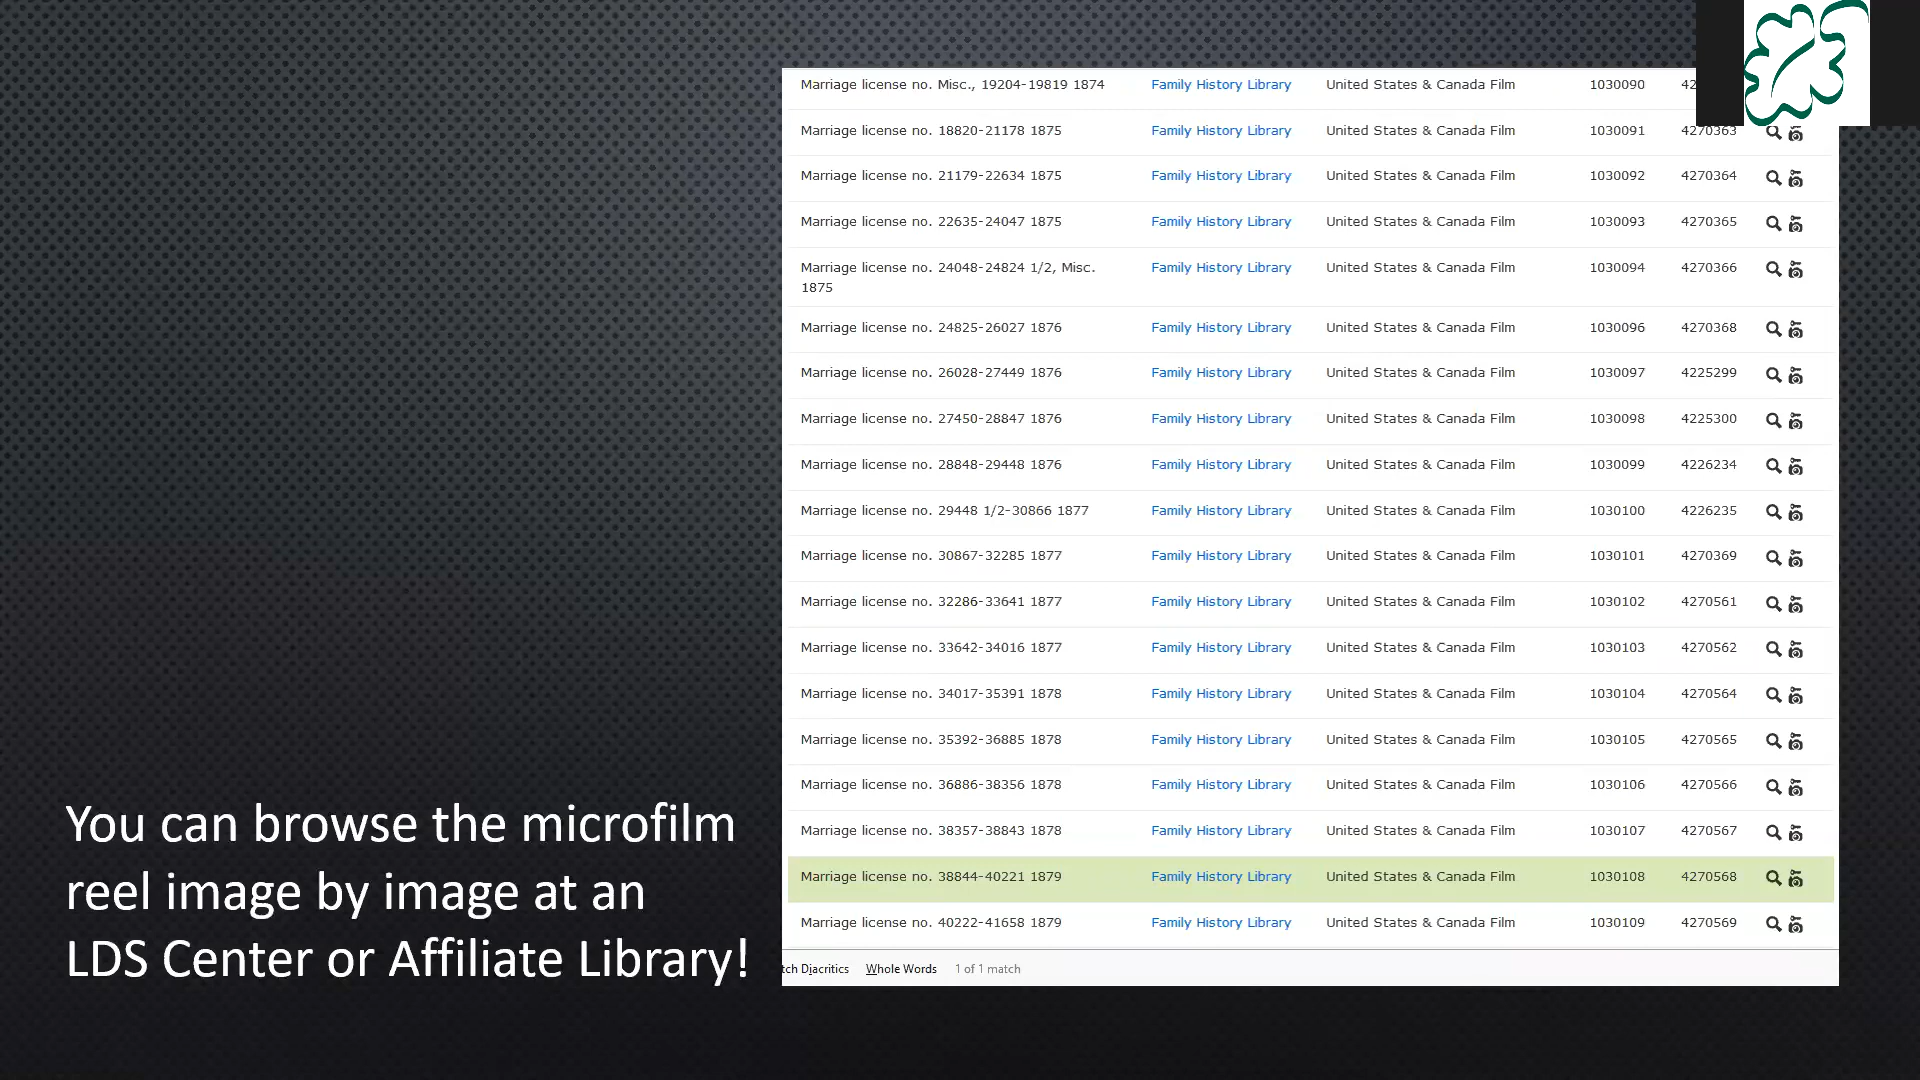 Marriage license no. Misc., 19204-19819 1874 Family History Library United States & Canada Film 1030090 42
Marriage license no. 18820-21178 1875 Family History Library United States & Canada Film 1030091 4270363
Marriage license no. 21179-22634 1875 Family History Library United States & Canada Film 1030092 4270364
Marriage license no. 22635-24047 1875 Family History Library United States & Canada Film 1030093 4270365
Marriage license no. 24048-24824 1/2, Misc. Family History Library United States & Canada Film 1030094 4270366
1875
Marriage license no. 24825-26027 1876 Family History Library United States & Canada Film 1030096 4270368
Marriage license no. 26028-27449 1876 Family History Library United States & Canada Film 1030097 4225299
Marriage license no. 27450-28847 1876 Family History Library United States & Canada Film 1030098 4225300
Marriage license no. 28848-29448 1876 Family History Library United States & Canada Film 1030099 4226234
Marriage license no. 29448 1/2-30866 1877 Family History Library United States & Canada Film 1030100 4226235
Marriage license no. 30867-32285 1877 Family History Library United States & Canada Film 1030101 4270369
Marriage license no. 32286-33641 1877 Family History Library United States & Canada Film 1030102 4270561
Marriage license no. 33642-34016 1877 Family History Library United States & Canada Film 1030103 4270562
Marriage license no. 34017-35391 1878 Family History Library United States & Canada Film 1030104 4270564
Marriage license no. 35392-36885 1878 Family History Library United States & Canada Film 1030105 4270565
Marriage license no. 36886-38356 1878 Family History Library United States & Canada Film 1030106 4270566
Marriage license no. 38357-38843 1878 Family History Library United States & Canada Film 1030107 4270567
Marriage license no. 38844-40221 1879 Family History Library United States & Canada Film 1030108 4270568
Marriage license no. 40222-41658 1879 Family History Library United States & Canada Film 1030109 4270569
tch Diacritics Whole Words 1 of 1 match
You can browse the microfilm
reel image by image at an
LDS Center or Affiliate Library!